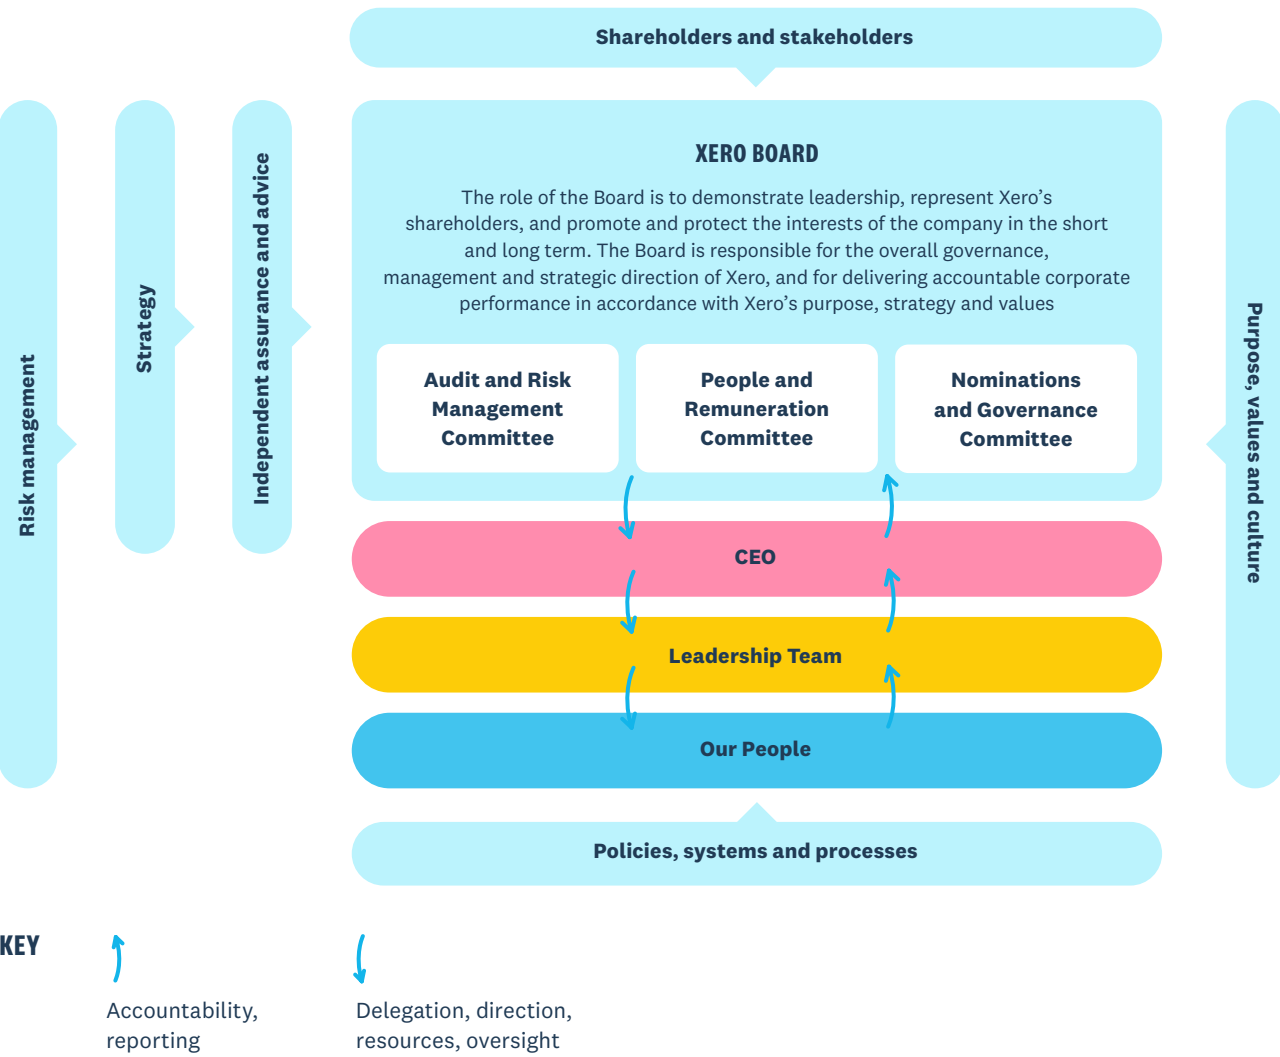 Shareholders and stakeholders
Risk management
Strategy
Independent assurance and advice
XERO BOARD
The role of the Board is to demonstrate leadership, represent Xero’s
shareholders, and promote and protect the interests of the company in the short
and long term. The Board is responsible for the overall governance,
management and strategic direction of Xero, and for delivering accountable corporate
performance in accordance with Xero’s purpose, strategy and values
Audit and Risk
Management
Committee
People and
Remuneration
Committee
Nominations
and Governance
Committee
CEO
Leadership Team
Our People
Purpose, values and culture
Policies, systems and processes
KEY
Accountability,
reporting
Delegation, direction,
resources, oversight